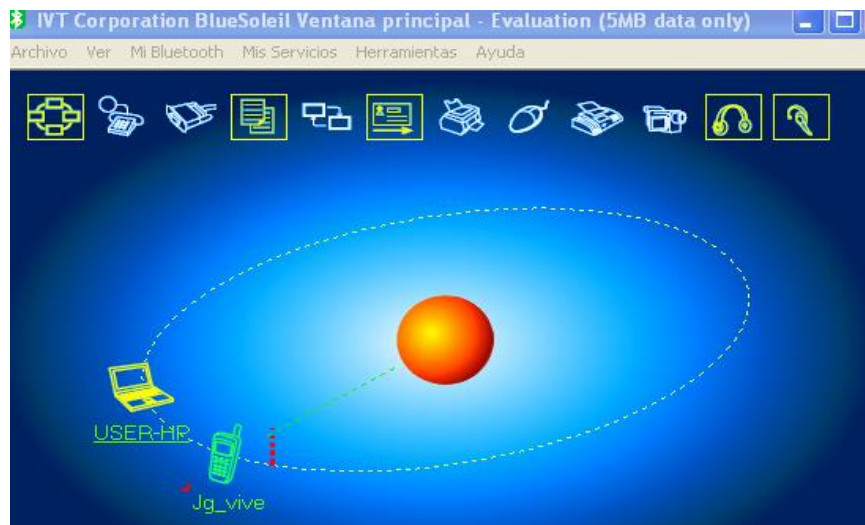 IVT Corporation BlueSoleil Ventana principal - Evaluation (5MB data only)
Archivo Ver Mi Bluetooth Mis Servicios Herramientas Ayuda
USER-HP
Jg_vive